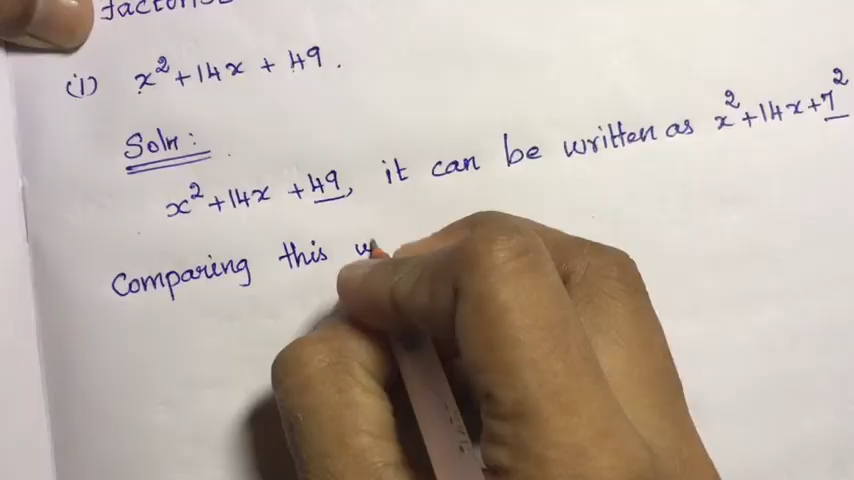 (i) x² + 14x + 49.
Soln:
x² + 14x + 49, it can be written as x² + 14x + 7²
Comparing this